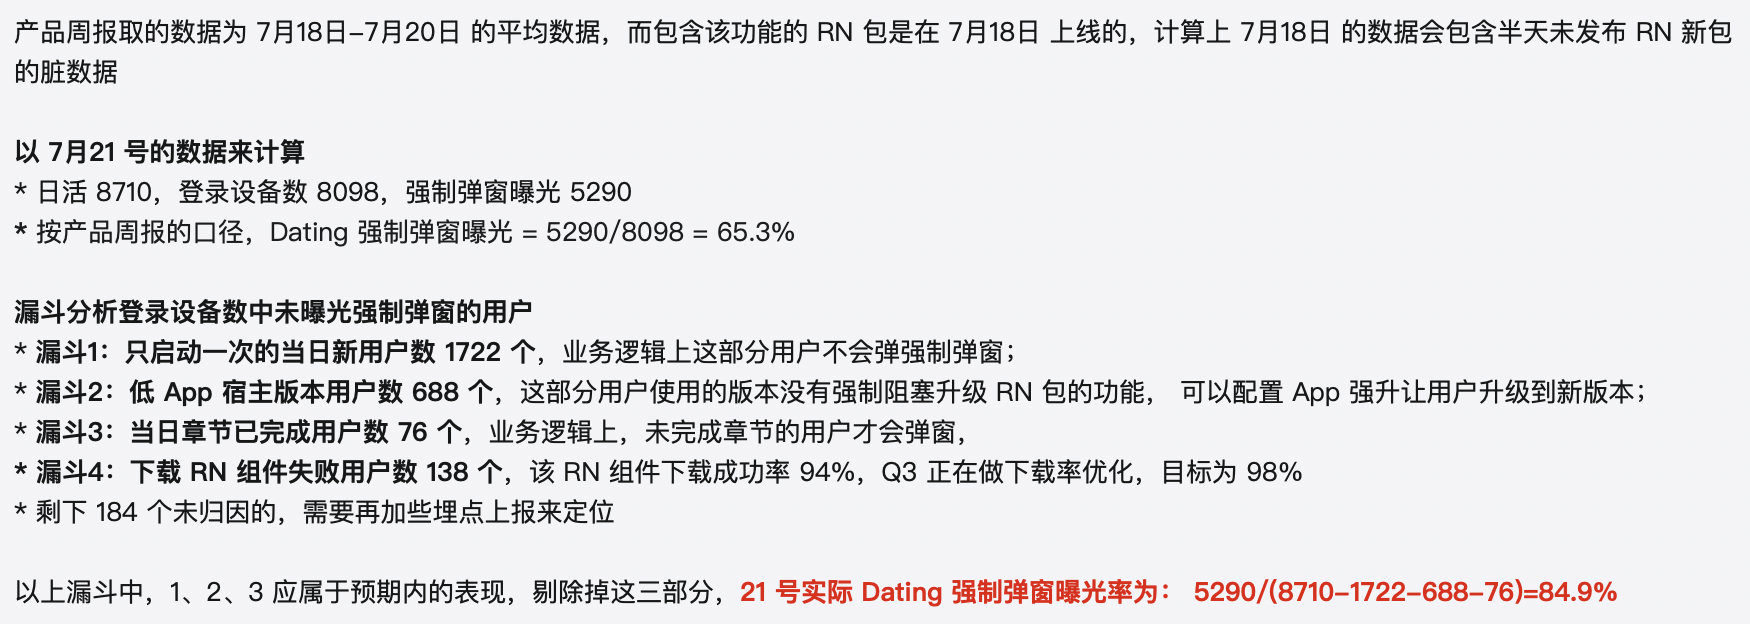 产品周报取的数据为 7月18日–7月20日 的平均数据，而包含该功能的 RN 包是在 7月18日 上线的，计算上 7月18日 的数据会包含半天未发布 RN 新包
的脏数据
以 7月21 号的数据来计算
* 日活 8710，登录设备数 8098，强制弹窗曝光 5290
* 按产品周报的口径，Dating 强制弹窗曝光 = 5290/8098 = 65.3%
漏斗分析登录设备数中未曝光强制弹窗的用户
* 漏斗1：只启动一次的当日新用户数 1722 个，业务逻辑上这部分用户不会弹强制弹窗；
* 漏斗2：低 App 宿主版本用户数 688 个，这部分用户使用的版本没有强制阻塞升级 RN 包的功能， 可以配置 App 强升让用户升级到新版本；
* 漏斗3：当日章节已完成用户数 76 个，业务逻辑上，未完成章节的用户才会弹窗，
* 漏斗4：下载 RN 组件失败用户数 138 个，该 RN 组件下载成功率 94%，Q3 正在做下载率优化，目标为 98%
* 剩下 184 个未归因的，需要再加些埋点上报来定位
以上漏斗中，1、2、3 应属于预期内的表现，剔除掉这三部分，21 号实际 Dating 强制弹窗曝光率为： 5290/(8710–1722–688–76)=84.9%